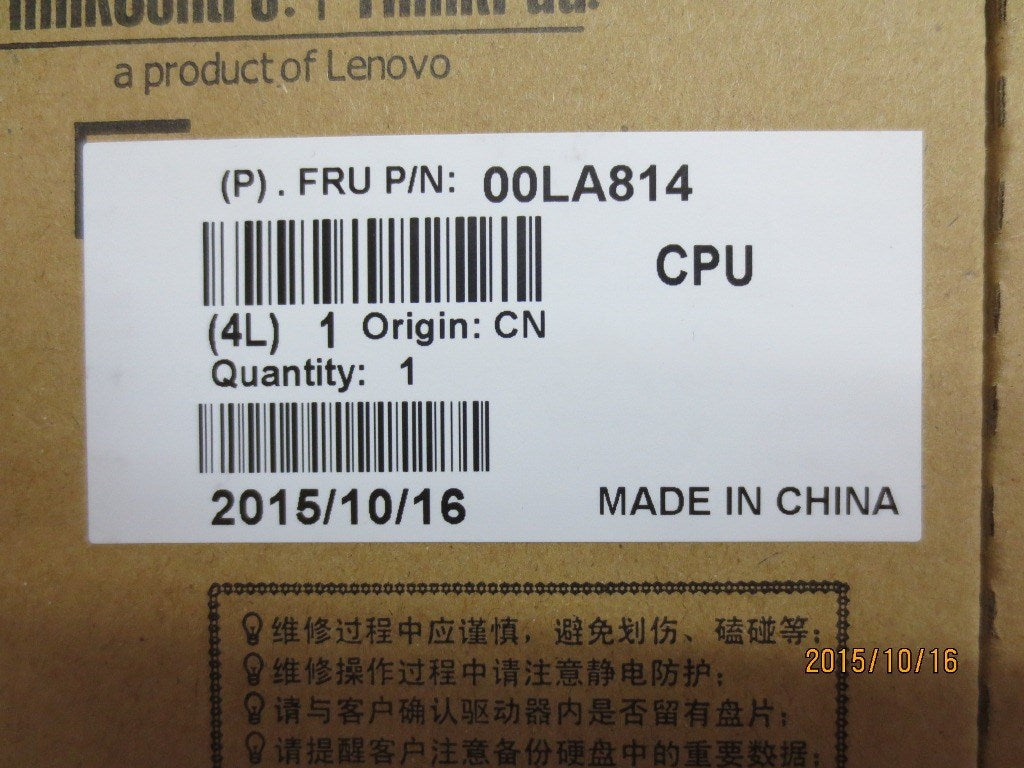 ThinkCentre. | ThinkPad.
a product of Lenovo
(P) . FRU P/N: 00LA814
CPU
(4L) 1 Origin: CN
Quantity: 1
2015/10/16
MADE IN CHINA
维修过程中应谨慎，避免划伤、磕碰等；
维修操作过程中请注意静电防护；
请与客户确认驱动器内是否留有盘片；
请提醒客户注意备份硬盘中的重要数据；
2015/10/16